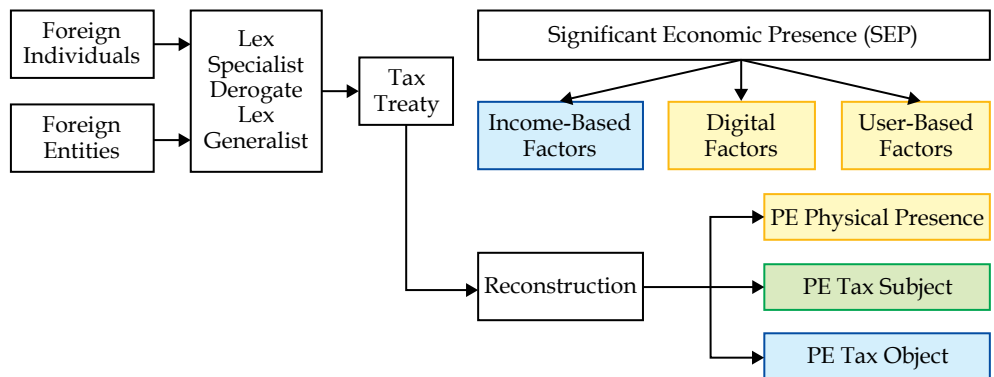 Foreign
Individuals
Foreign
Entities
Lex
Specialist
Derogate
Lex
Generalist
Tax
Treaty
Significant Economic Presence (SEP)
Income-Based
Factors
Digital
Factors
User-Based
Factors
Reconstruction
PE Physical Presence
PE Tax Subject
PE Tax Object